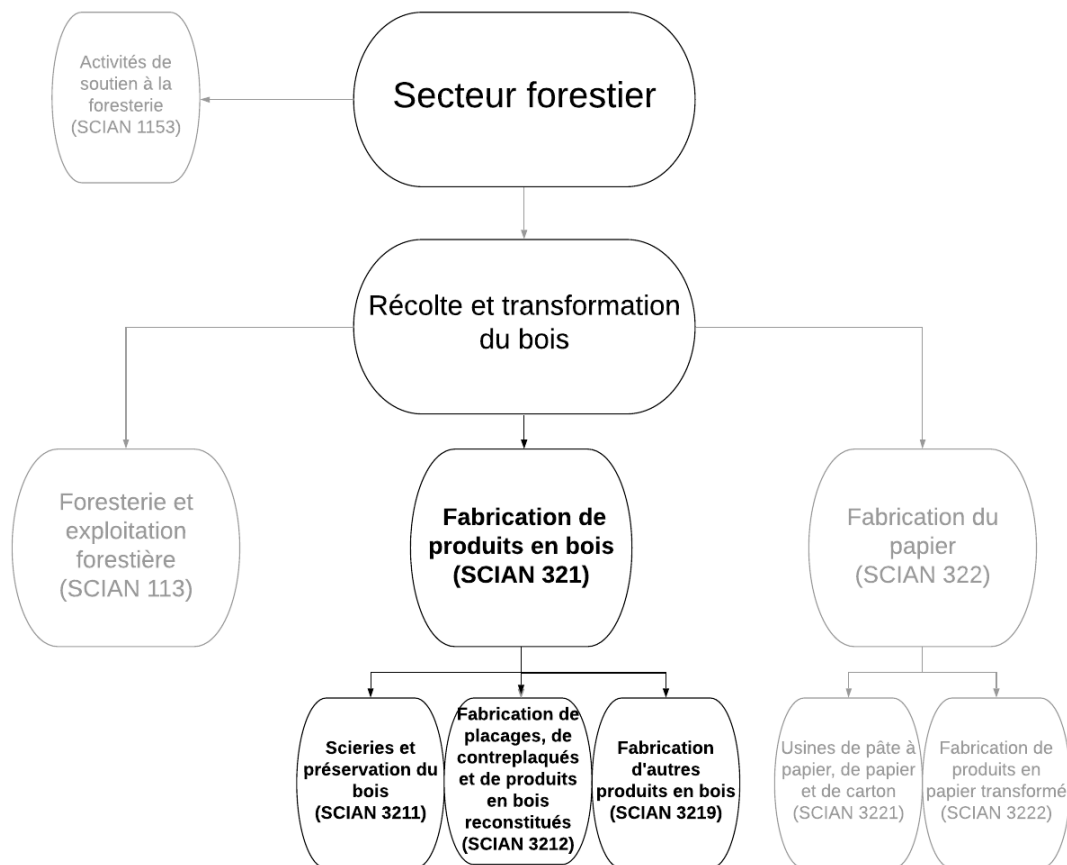 Activités de
soutien à la
foresterie
(SCIAN 1153)
Secteur forestier
Récolte et transformation
du bois
Foresterie et
exploitation
forestière
(SCIAN 113)
Fabrication de
produits en bois
(SCIAN 321)
Fabrication du
papier
(SCIAN 322)
Scieries et
préservation du
bois
(SCIAN 3211)
Fabrication de
placages, de
contreplaqués
et de produits
en bois
reconstitués
(SCIAN 3212)
Fabrication
d'autres
produits en bois
(SCIAN 3219)
Usines de pâte à
papier, de papier
et de carton
(SCIAN 3221)
Fabrication de
produits en
papier transformé
(SCIAN 3222)